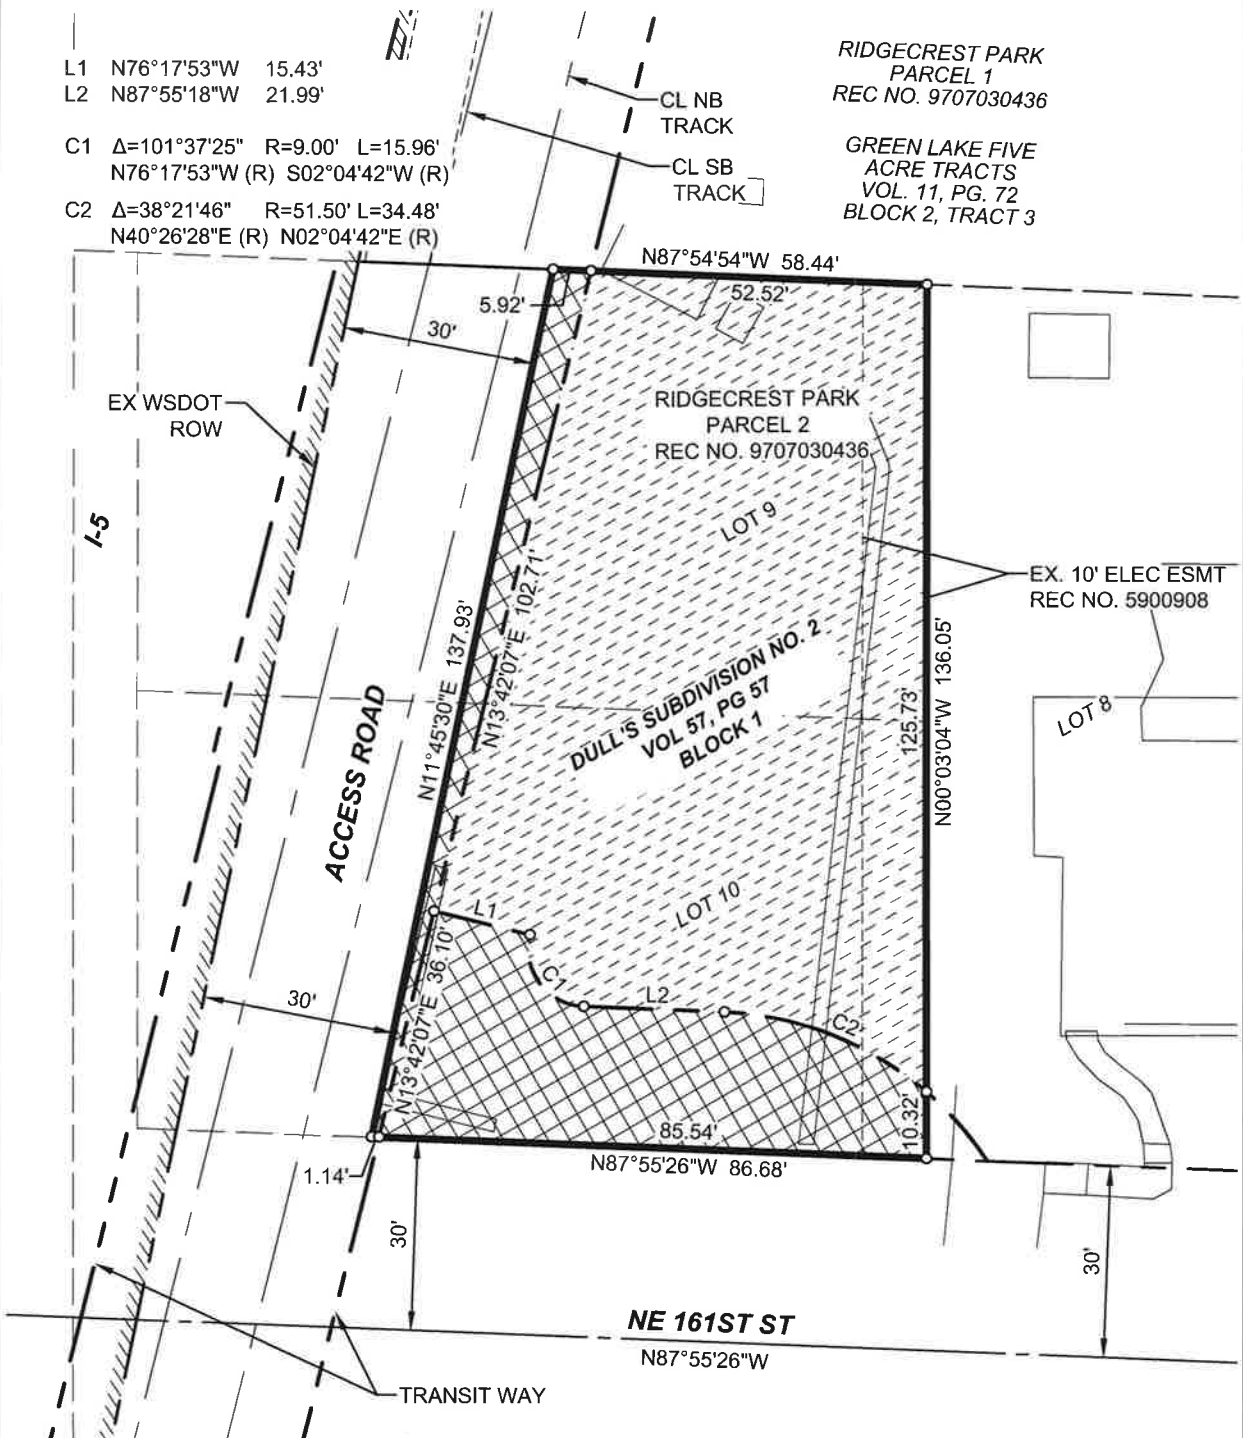 L1 N76°17'53"W 15.43'
L2 N87°55'18"W 21.99'
C1 Δ=101°37'25" R=9.00' L=15.96'
N76°17'53"W (R) S02°04'42"W (R)
C2 Δ=38°21'46" R=51.50' L=34.48'
N40°26'28"E (R) N02°04'42"E (R)
CL NB
TRACK
CL SB
TRACK
RIDGECREST PARK
PARCEL 1
REC NO. 9707030436
GREEN LAKE FIVE
ACRE TRACTS
VOL. 11, PG. 72
BLOCK 2, TRACT 3
N87°54'54"W 58.44'
52.52'
5.92'
30'
EX WSDOT
ROW
I-5
RIDGECREST PARK
PARCEL 2
REC NO. 9707030436
LOT 9
EX. 10' ELEC ESMT
REC NO. 5900908
N11°45'30"E 137.93'
N13°42'07"E 102.71'
DULL'S SUBDIVISION NO. 2
VOL 57, PG 57
BLOCK 1
125.73'
N00°03'04"W 136.05'
LOT 8
ACCESS ROAD
LOT 10
L1
C1
L2
C2
30'
N13°42'07"E 36.10'
10.32'
85.54'
N87°55'26"W 86.68'
1.14'
30'
30'
NE 161ST ST
N87°55'26"W
TRANSIT WAY